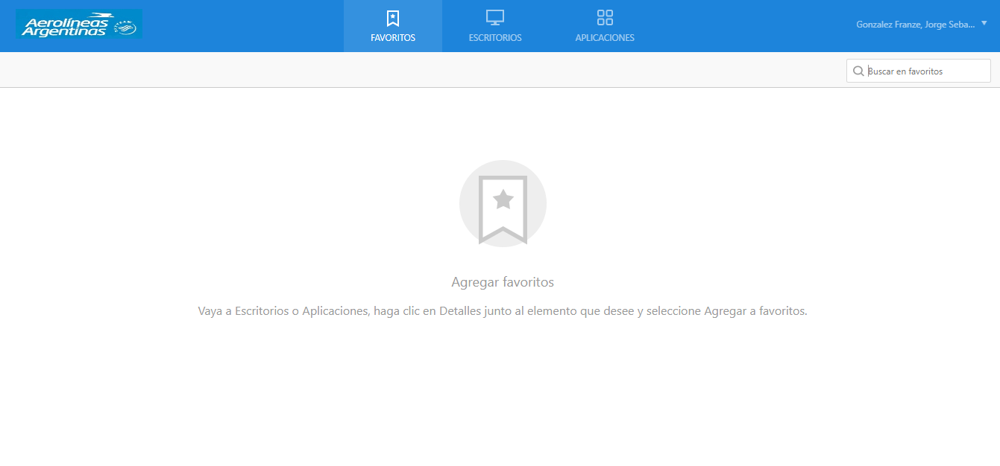 Aerolíneas
Argentinas
FAVORITOS
ESCRITORIOS
APLICACIONES
Gonzalez Franze, Jorge Seba...
Buscar en favoritos
Agregar favoritos
Vaya a Escritorios o Aplicaciones, haga clic en Detalles junto al elemento que desee y seleccione Agregar a favoritos.